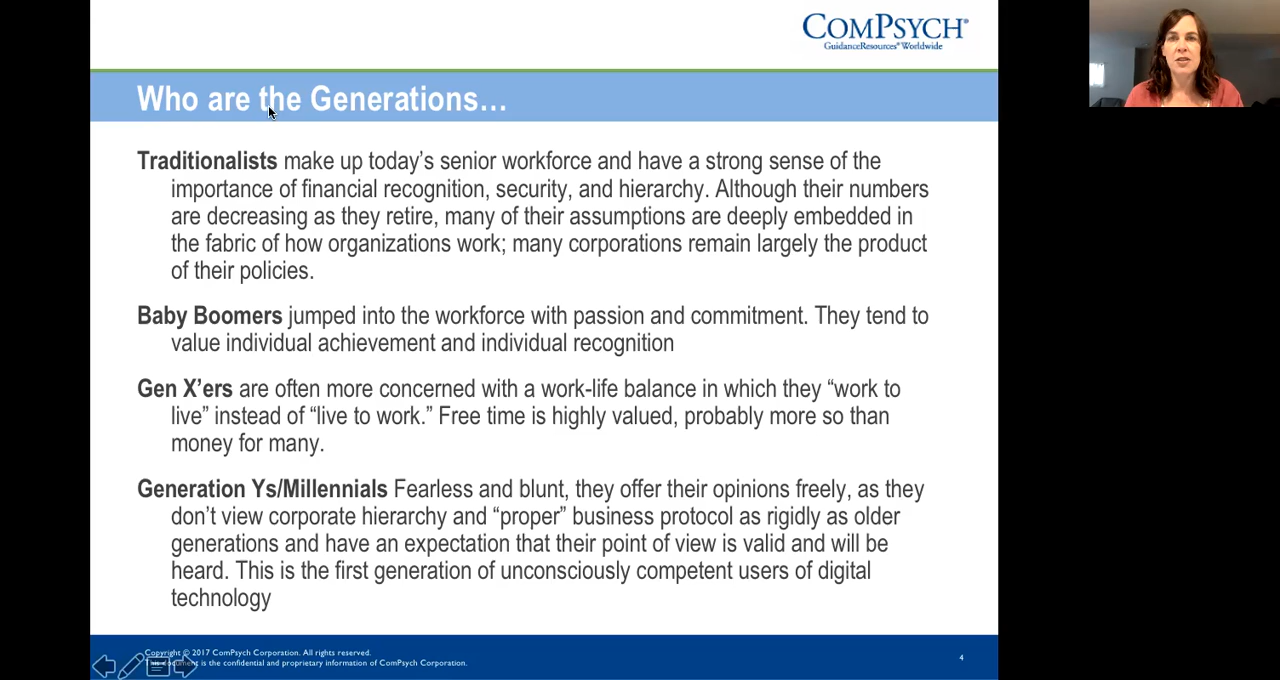 COMPSYCH®
GuidanceResources® Worldwide
Who are the Generations…
Traditionalists make up today’s senior workforce and have a strong sense of the
importance of financial recognition, security, and hierarchy. Although their numbers
are decreasing as they retire, many of their assumptions are deeply embedded in
the fabric of how organizations work; many corporations remain largely the product
of their policies.
Baby Boomers jumped into the workforce with passion and commitment. They tend to
value individual achievement and individual recognition
Gen X’ers are often more concerned with a work-life balance in which they “work to
live” instead of “live to work.” Free time is highly valued, probably more so than
money for many.
Generation Ys/Millennials Fearless and blunt, they offer their opinions freely, as they
don’t view corporate hierarchy and “proper” business protocol as rigidly as older
generations and have an expectation that their point of view is valid and will be
heard. This is the first generation of unconsciously competent users of digital
technology
Copyright © 2017 ComPsych Corporation. All rights reserved.
This document is the confidential and proprietary information of ComPsych Corporation.
4